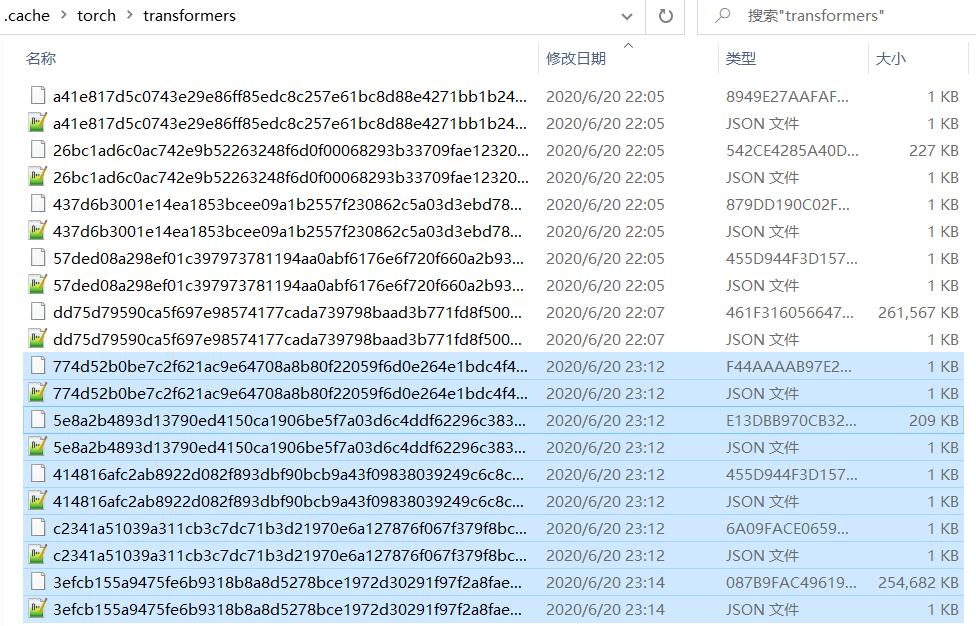 .cache > torch > transformers 搜索"transformers"
名称 修改日期 类型 大小
a41e817d5c0743e29e86ff85edc8c257e61bc8d88e4271bb1b24... 2020/6/20 22:05 8949E27AAFAF... 1 KB
a41e817d5c0743e29e86ff85edc8c257e61bc8d88e4271bb1b24... 2020/6/20 22:05 JSON 文件 1 KB
26bc1ad6c0ac742e9b52263248f6d0f00068293b33709fae12320... 2020/6/20 22:05 542CE4285A40D... 227 KB
26bc1ad6c0ac742e9b52263248f6d0f00068293b33709fae12320... 2020/6/20 22:05 JSON 文件 1 KB
437d6b3001e14ea1853bcee09a1b2557f230862c5a03d3ebd78... 2020/6/20 22:05 879DD190C02F... 1 KB
437d6b3001e14ea1853bcee09a1b2557f230862c5a03d3ebd78... 2020/6/20 22:05 JSON 文件 1 KB
57ded08a298ef01c397973781194aa0abf6176e6f720f660a2b93... 2020/6/20 22:05 455D944F3D157... 1 KB
57ded08a298ef01c397973781194aa0abf6176e6f720f660a2b93... 2020/6/20 22:05 JSON 文件 1 KB
dd75d79590ca5f697e98574177cada739798baad3b771fd8f500... 2020/6/20 22:07 461F316056647... 261,567 KB
dd75d79590ca5f697e98574177cada739798baad3b771fd8f500... 2020/6/20 22:07 JSON 文件 1 KB
774d52b0be7c2f621ac9e64708a8b80f22059f6d0e264e1bdc4f4... 2020/6/20 23:12 F44AAAAB97E2... 1 KB
774d52b0be7c2f621ac9e64708a8b80f22059f6d0e264e1bdc4f4... 2020/6/20 23:12 JSON 文件 1 KB
5e8a2b4893d13790ed4150ca1906be5f7a03d6c4ddf62296c383... 2020/6/20 23:12 E13DBB970CB32... 209 KB
5e8a2b4893d13790ed4150ca1906be5f7a03d6c4ddf62296c383... 2020/6/20 23:12 JSON 文件 1 KB
414816afc2ab8922d082f893dbf90bcb9a43f09838039249c6c8c... 2020/6/20 23:12 455D944F3D157... 1 KB
414816afc2ab8922d082f893dbf90bcb9a43f09838039249c6c8c... 2020/6/20 23:12 JSON 文件 1 KB
c2341a51039a311cb3c7dc71b3d21970e6a127876f067f379f8bc... 2020/6/20 23:12 6A09FACE0659... 1 KB
c2341a51039a311cb3c7dc71b3d21970e6a127876f067f379f8bc... 2020/6/20 23:12 JSON 文件 1 KB
3efcb155a9475fe6b9318b8a8d5278bce1972d30291f97f2a8fae... 2020/6/20 23:14 087B9FAC49619... 254,682 KB
3efcb155a9475fe6b9318b8a8d5278bce1972d30291f97f2a8fae... 2020/6/20 23:14 JSON 文件 1 KB